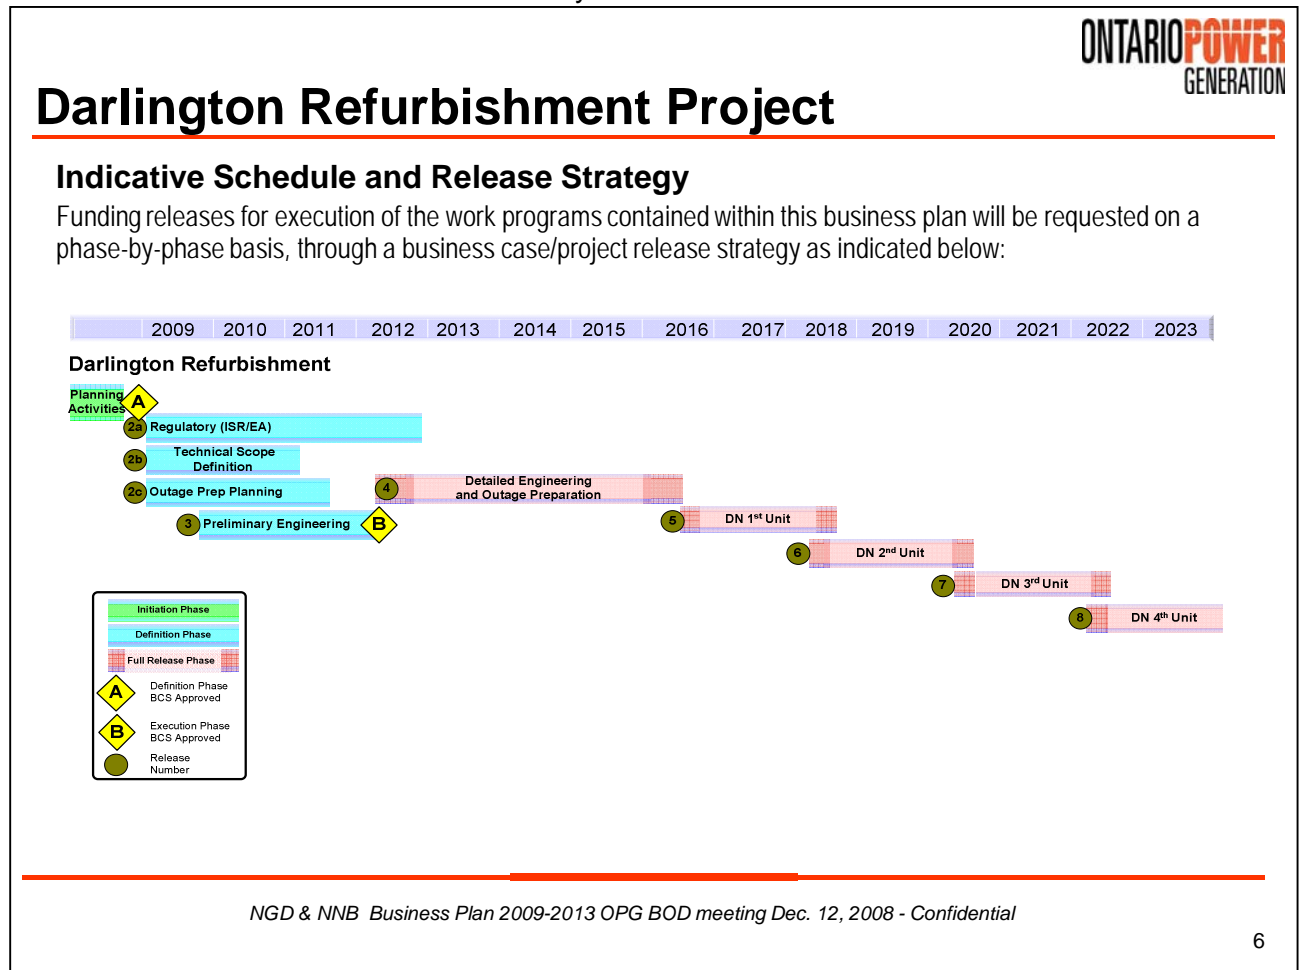 ONTARIO POWER
GENERATION
Darlington Refurbishment Project
Indicative Schedule and Release Strategy
Funding releases for execution of the work programs contained within this business plan will be requested on a
phase-by-phase basis, through a business case/project release strategy as indicated below:
2009 2010 2011 2012 2013 2014 2015 2016 2017 2018 2019 2020 2021 2022 2023
Darlington Refurbishment
Planning
Activities
A
2a Regulatory (ISR/EA)
2b Technical Scope
Definition
2c Outage Prep Planning
4 Detailed Engineering
and Outage Preparation
3 Preliminary Engineering B
5 DN 1st Unit
6 DN 2nd Unit
7 DN 3rd Unit
8 DN 4th Unit
Initiation Phase
Definition Phase
Full Release Phase
A Definition Phase
BCS Approved
B Execution Phase
BCS Approved
Release
Number
NGD & NNB Business Plan 2009-2013 OPG BOD meeting Dec. 12, 2008 - Confidential
6